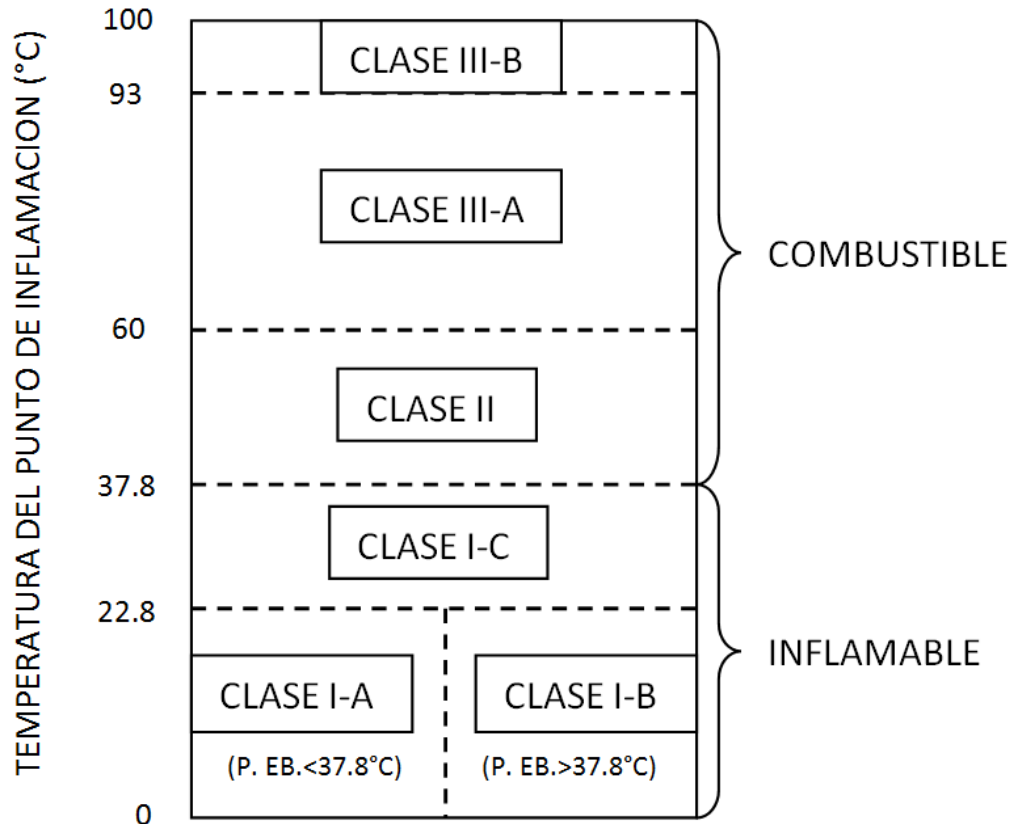 TEMPERATURA DEL PUNTO DE INFLAMACION (°C)
100
CLASE III-B
93
CLASE III-A
COMBUSTIBLE
60
CLASE II
37.8
CLASE I-C
22.8
INFLAMABLE
CLASE I-A
CLASE I-B
(P. EB.<37.8°C)
(P. EB.>37.8°C)
0